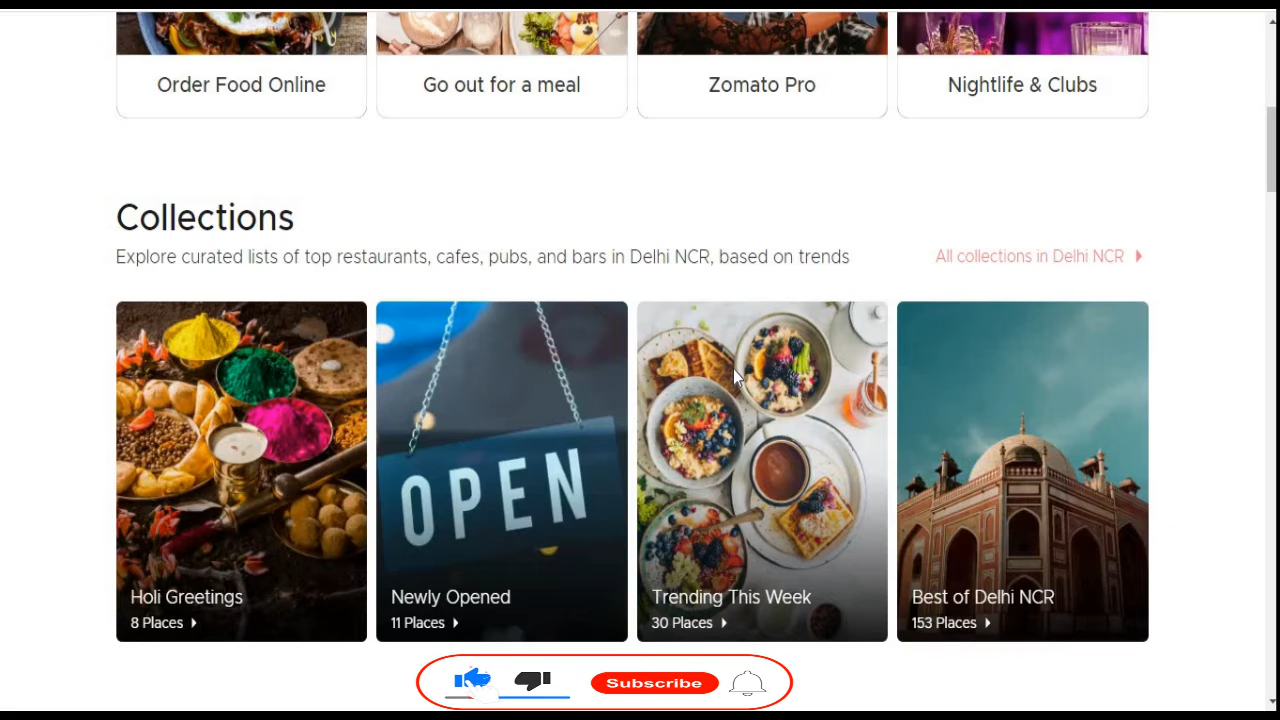 Order Food Online
Go out for a meal
Zomato Pro
Nightlife & Clubs
Collections
Explore curated lists of top restaurants, cafes, pubs, and bars in Delhi NCR, based on trends
All collections in Delhi NCR
OPEN
Holi Greetings
8 Places
Newly Opened
11 Places
Trending This Week
30 Places
Best of Delhi NCR
153 Places
Subscribe